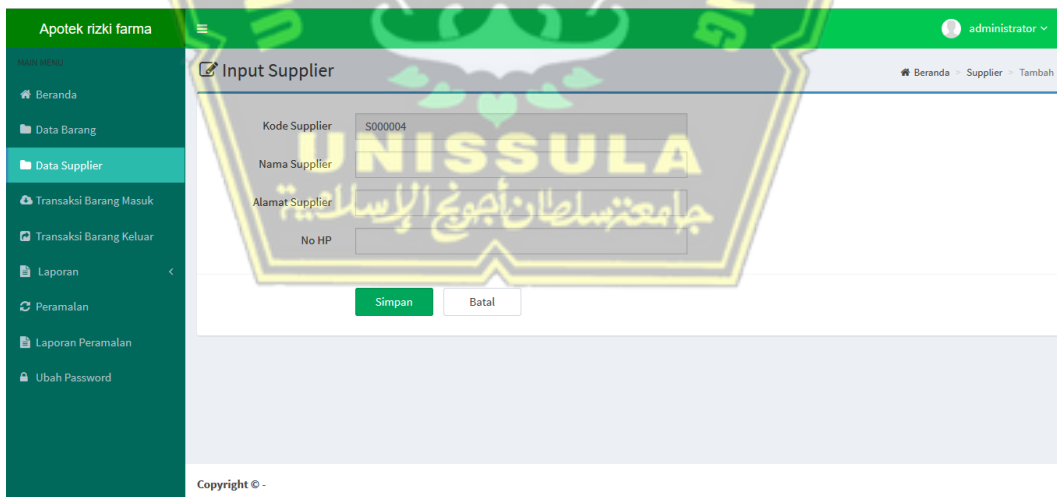 Apotek rizki farma
administrator
MAIN MENU
Input Supplier
Beranda > Supplier > Tambah
Beranda
Data Barang
Data Supplier
Transaksi Barang Masuk
Transaksi Barang Keluar
Laporan
Peramalan
Laporan Peramalan
Ubah Password
Kode Supplier S000004
Nama Supplier
Alamat Supplier
No HP
Simpan Batal
UNISSULA
جامعتسلطان أجونج الإسلامية
Copyright © -